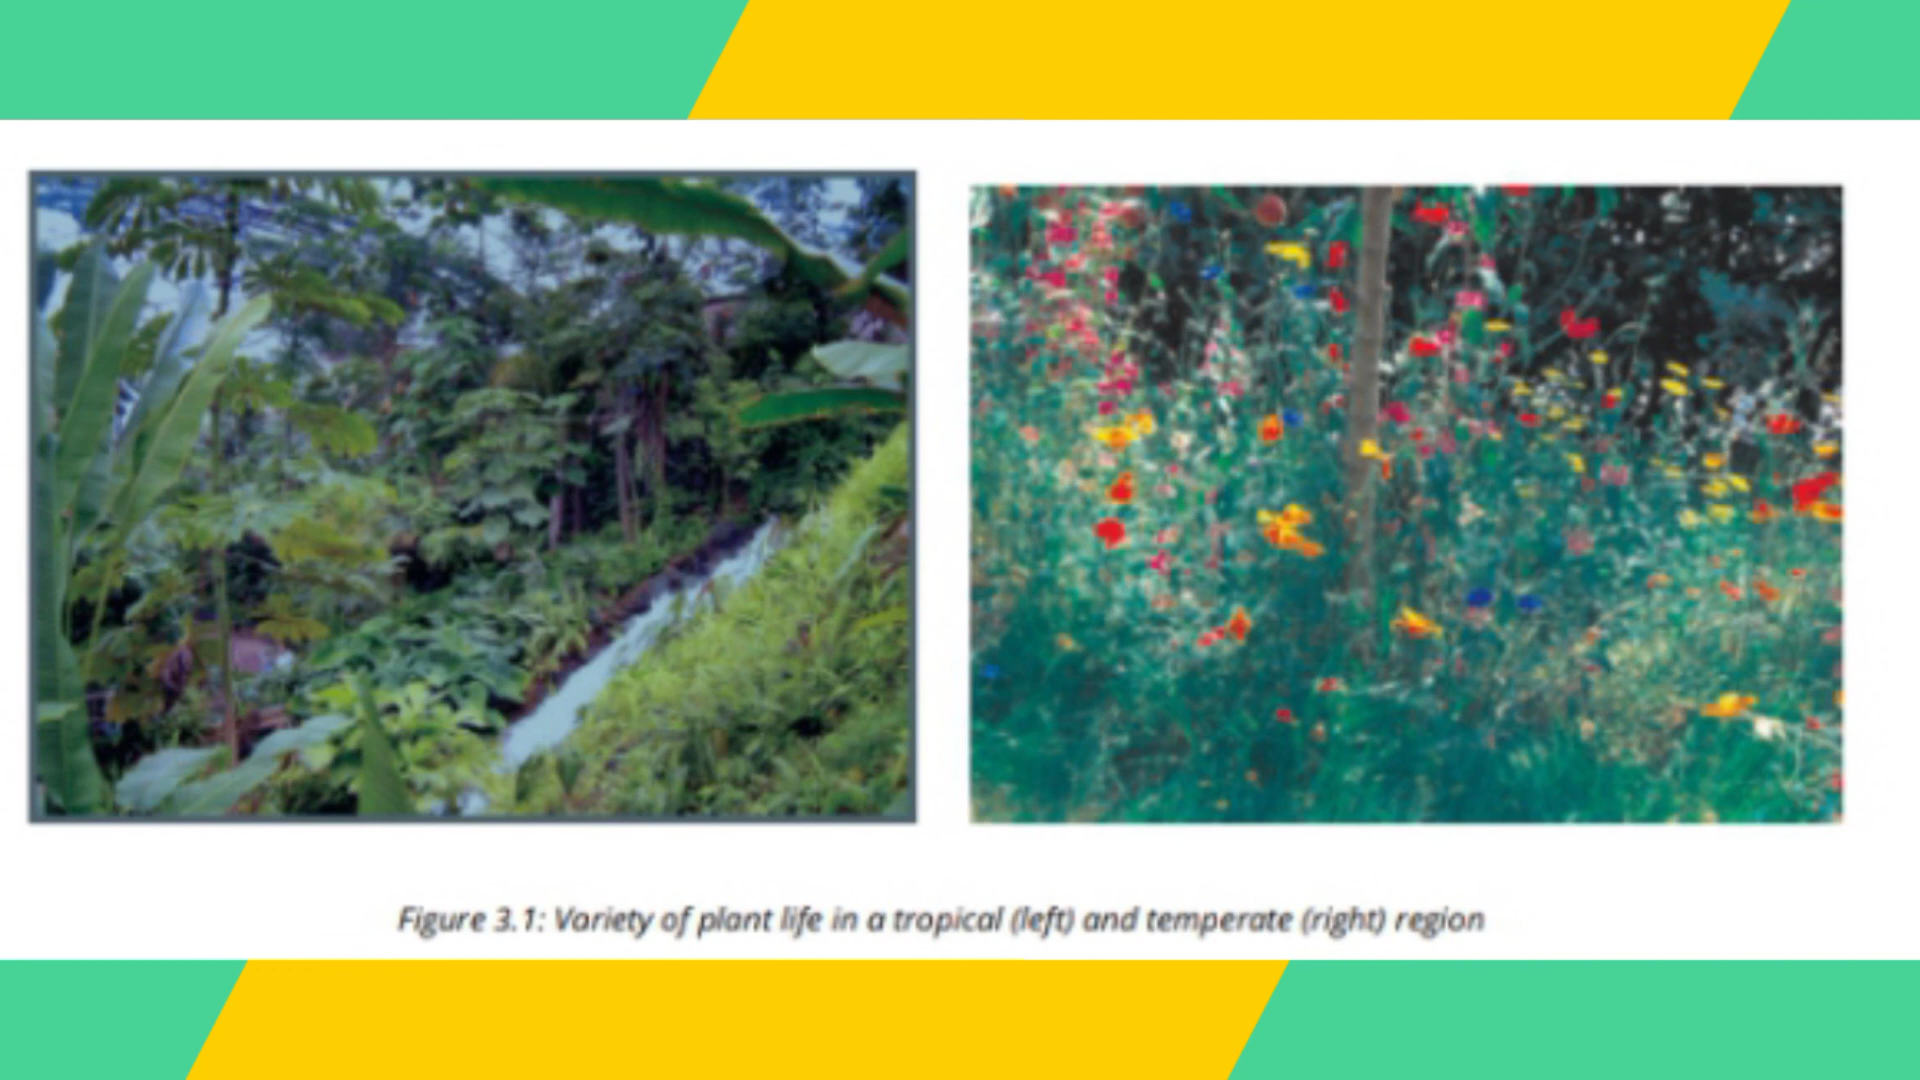 Figure 3.1: Variety of plant life in a tropical (left) and temperate (right) region